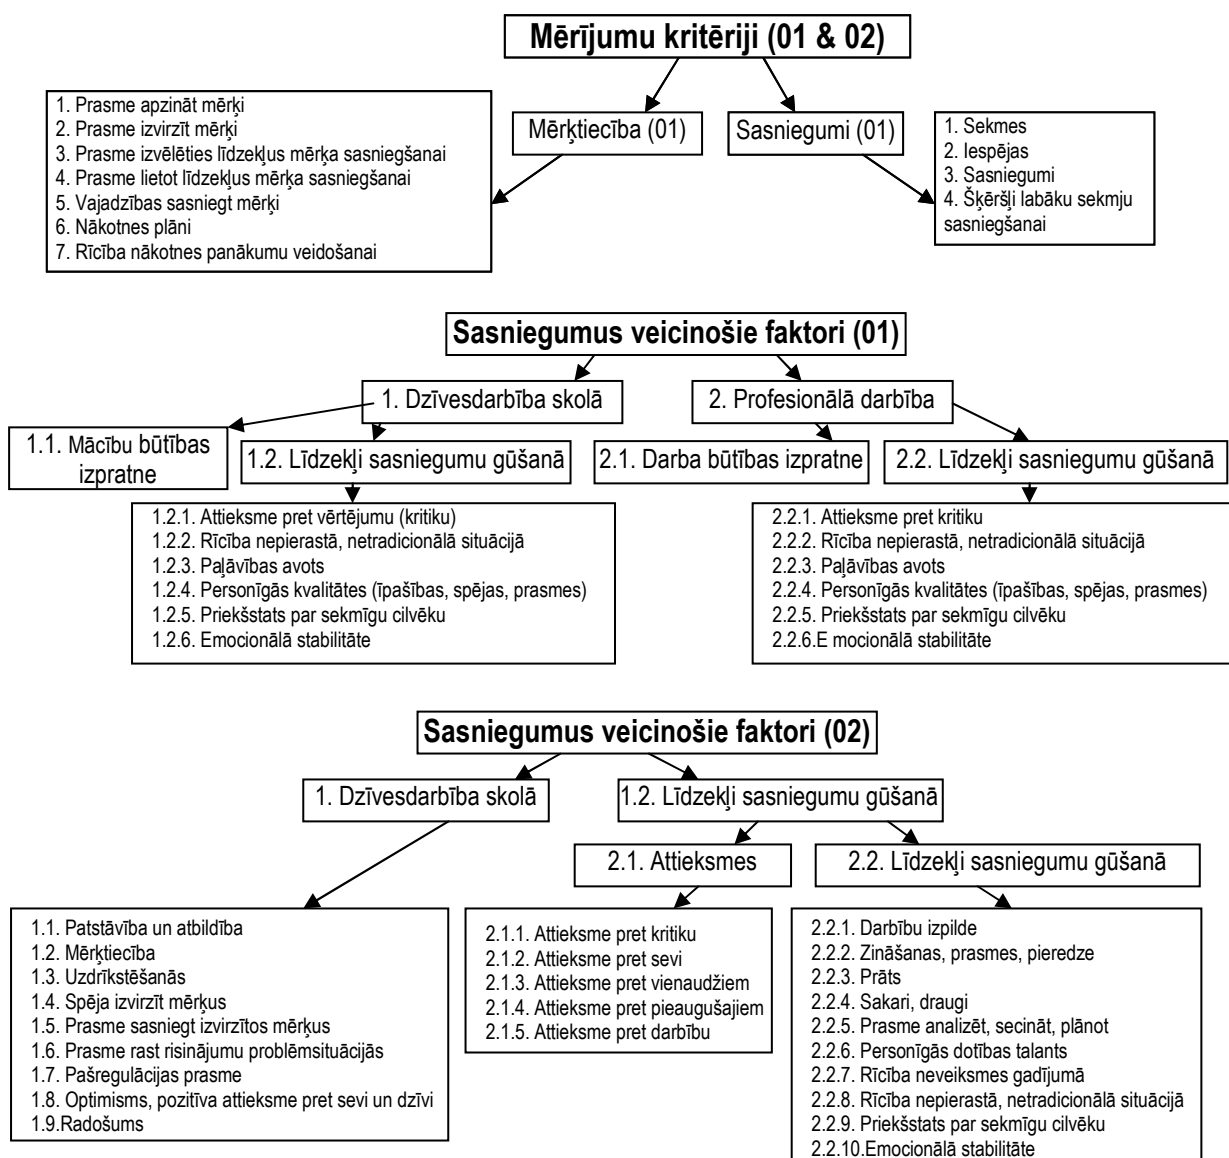 Mērījumu kritēriji (01 & 02)
1. Prasme apzināt mērķi
2. Prasme izvirzīt mērķi
3. Prasme izvēlēties līdzekļus mērķa sasniegšanai
4. Prasme lietot līdzekļus mērķa sasniegšanai
5. Vajadzības sasniegt mērķi
6. Nākotnes plāni
7. Rīcība nākotnes panākumu veidošanai
Mērķtiecība (01)
Sasniegumi (01)
1. Sekmes
2. Iespējas
3. Sasniegumi
4. Šķēršļi labāku sekmju
sasniegšanai
Sasniegumus veicinošie faktori (01)
1. Dzīvesdarbība skolā
2. Profesionālā darbība
1.1. Mācību būtības
izpratne
1.2. Līdzekļi sasniegumu gūšanā
2.1. Darba būtības izpratne
2.2. Līdzekļi sasniegumu gūšanā
1.2.1. Attieksme pret vērtējumu (kritiku)
1.2.2. Rīcība nepierastā, netradicionālā situācijā
1.2.3. Paļāvības avots
1.2.4. Personīgās kvalitātes (īpašības, spējas, prasmes)
1.2.5. Priekšstats par sekmīgu cilvēku
1.2.6. Emocionālā stabilitāte
2.2.1. Attieksme pret kritiku
2.2.2. Rīcība nepierastā, netradicionālā situācijā
2.2.3. Paļāvības avots
2.2.4. Personīgās kvalitātes (īpašības, spējas, prasmes)
2.2.5. Priekšstats par sekmīgu cilvēku
2.2.6.E mocionālā stabilitāte
Sasniegumus veicinošie faktori (02)
1. Dzīvesdarbība skolā
1.2. Līdzekļi sasniegumu gūšanā
2.1. Attieksmes
2.2. Līdzekļi sasniegumu gūšanā
1.1. Patstāvība un atbildība
1.2. Mērķtiecība
1.3. Uzdrīkstēšanās
1.4. Spēja izvirzīt mērķus
1.5. Prasme sasniegt izvirzītos mērķus
1.6. Prasme rast risinājumu problēmsituācijās
1.7. Pašregulācijas prasme
1.8. Optimisms, pozitīva attieksme pret sevi un dzīvi
1.9.Radošums
2.1.1. Attieksme pret kritiku
2.1.2. Attieksme pret sevi
2.1.3. Attieksme pret vienaudžiem
2.1.4. Attieksme pret pieaugušajiem
2.1.5. Attieksme pret darbību
2.2.1. Darbību izpilde
2.2.2. Zināšanas, prasmes, pieredze
2.2.3. Prāts
2.2.4. Sakari, draugi
2.2.5. Prasme analizēt, secināt, plānot
2.2.6. Personīgās dotības talants
2.2.7. Rīcība neveiksmes gadījumā
2.2.8. Rīcība nepierastā, netradicionālā situācijā
2.2.9. Priekšstats par sekmīgu cilvēku
2.2.10.Emocionālā stabilitāte